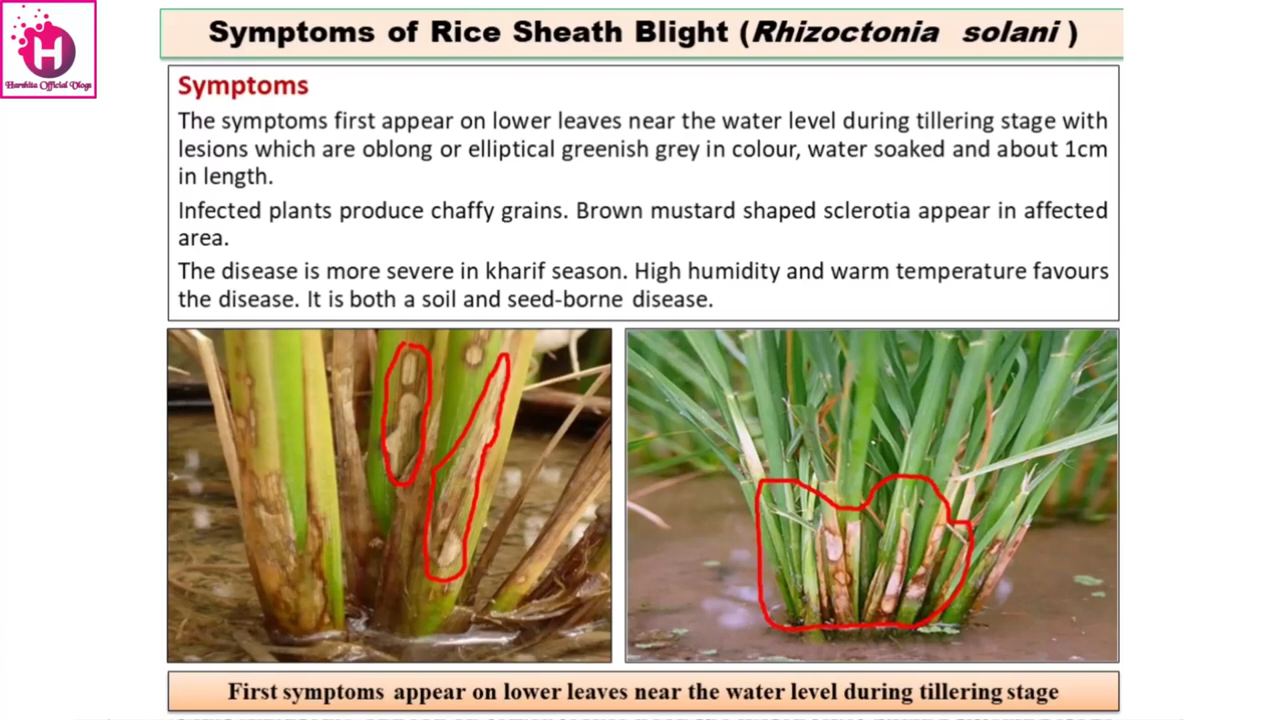 H
Harshita Official Vlogs
Symptoms of Rice Sheath Blight (Rhizoctonia solani )
Symptoms
The symptoms first appear on lower leaves near the water level during tillering stage with
lesions which are oblong or elliptical greenish grey in colour, water soaked and about 1cm
in length.
Infected plants produce chaffy grains. Brown mustard shaped sclerotia appear in affected
area.
The disease is more severe in kharif season. High humidity and warm temperature favours
the disease. It is both a soil and seed-borne disease.
First symptoms appear on lower leaves near the water level during tillering stage